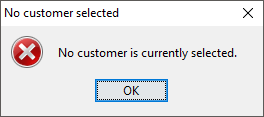 No customer selected
No customer is currently selected.
OK